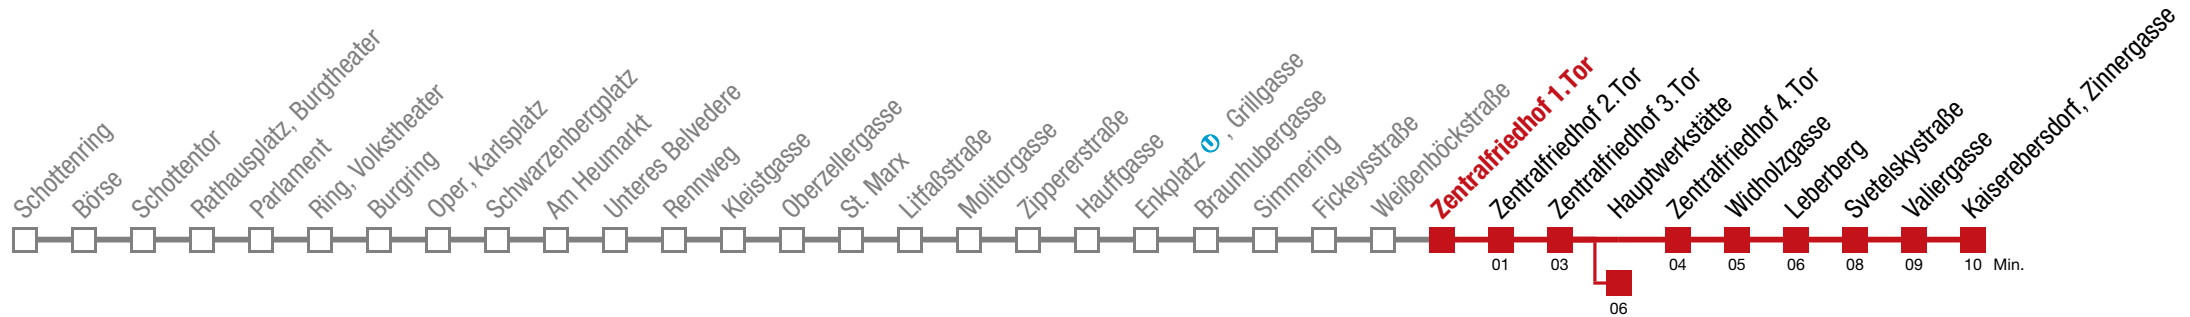 Schottenring
Börse
Schottentor
Rathausplatz, Burgtheater
Parlament
Ring, Volkstheater
Burgring
Oper, Karlsplatz
Schwarzenbergplatz
Am Heumarkt
Unteres Belvedere
Rennweg
Kleistgasse
Oberzellergasse
St. Marx
Litfaßstraße
Molitorgasse
Zippererstraße
Hauffgasse
Enkplatz U, Grillgasse
Braunhubergasse
Simmering
Fickeysstraße
Weißenböckstraße
Zentralfriedhof 1.Tor
Zentralfriedhof 2.Tor
Zentralfriedhof 3.Tor
Hauptwerkstätte
Zentralfriedhof 4.Tor
Widholzgasse
Leberberg
Svetelskystraße
Valiergasse
Kaiserebersdorf, Zinnergasse
01 03 04 05 06 08 09 10 Min.
06